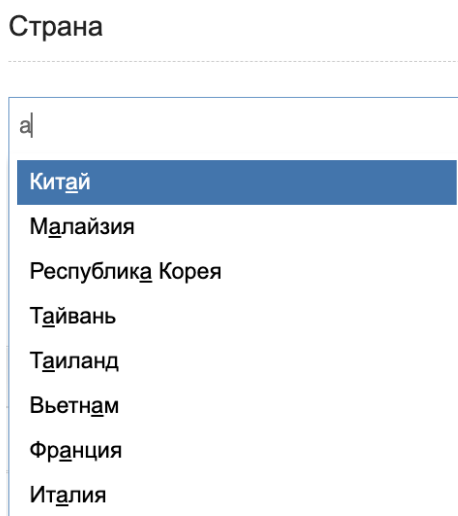 Страна
а
Китай
Малайзия
Республика Корея
Тайвань
Таиланд
Вьетнам
Франция
Италия